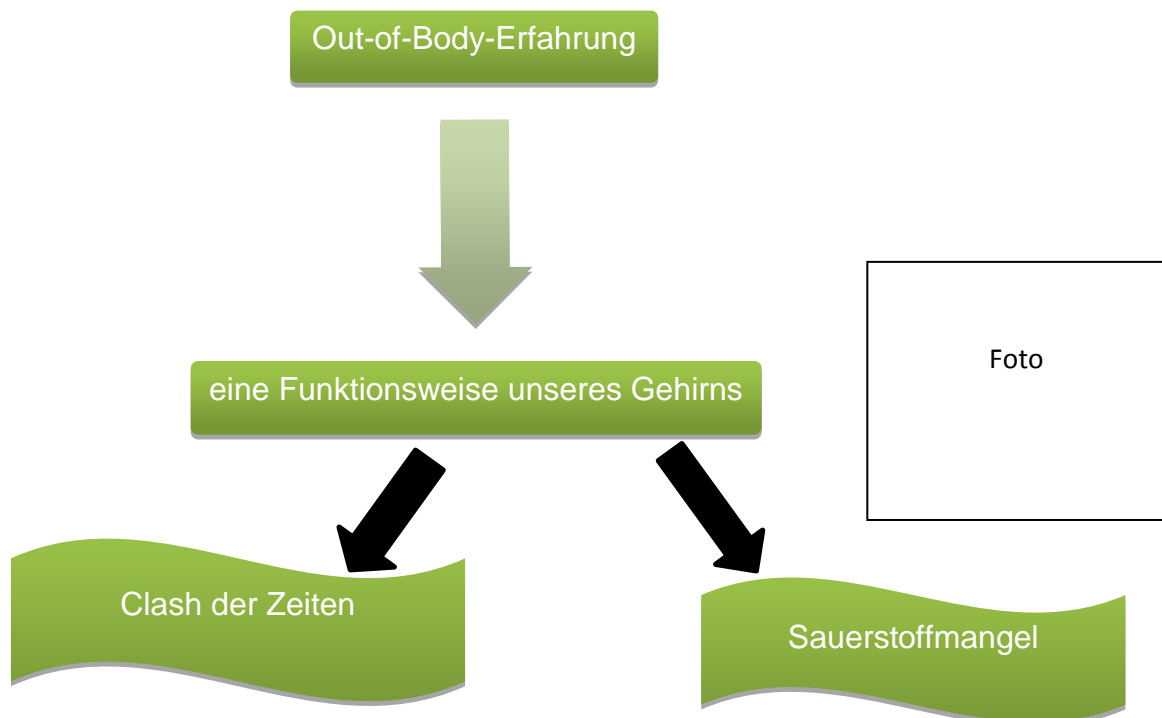 Out-of-Body-Erfahrung
eine Funktionsweise unseres Gehirns
Foto
Clash der Zeiten
Sauerstoffmangel